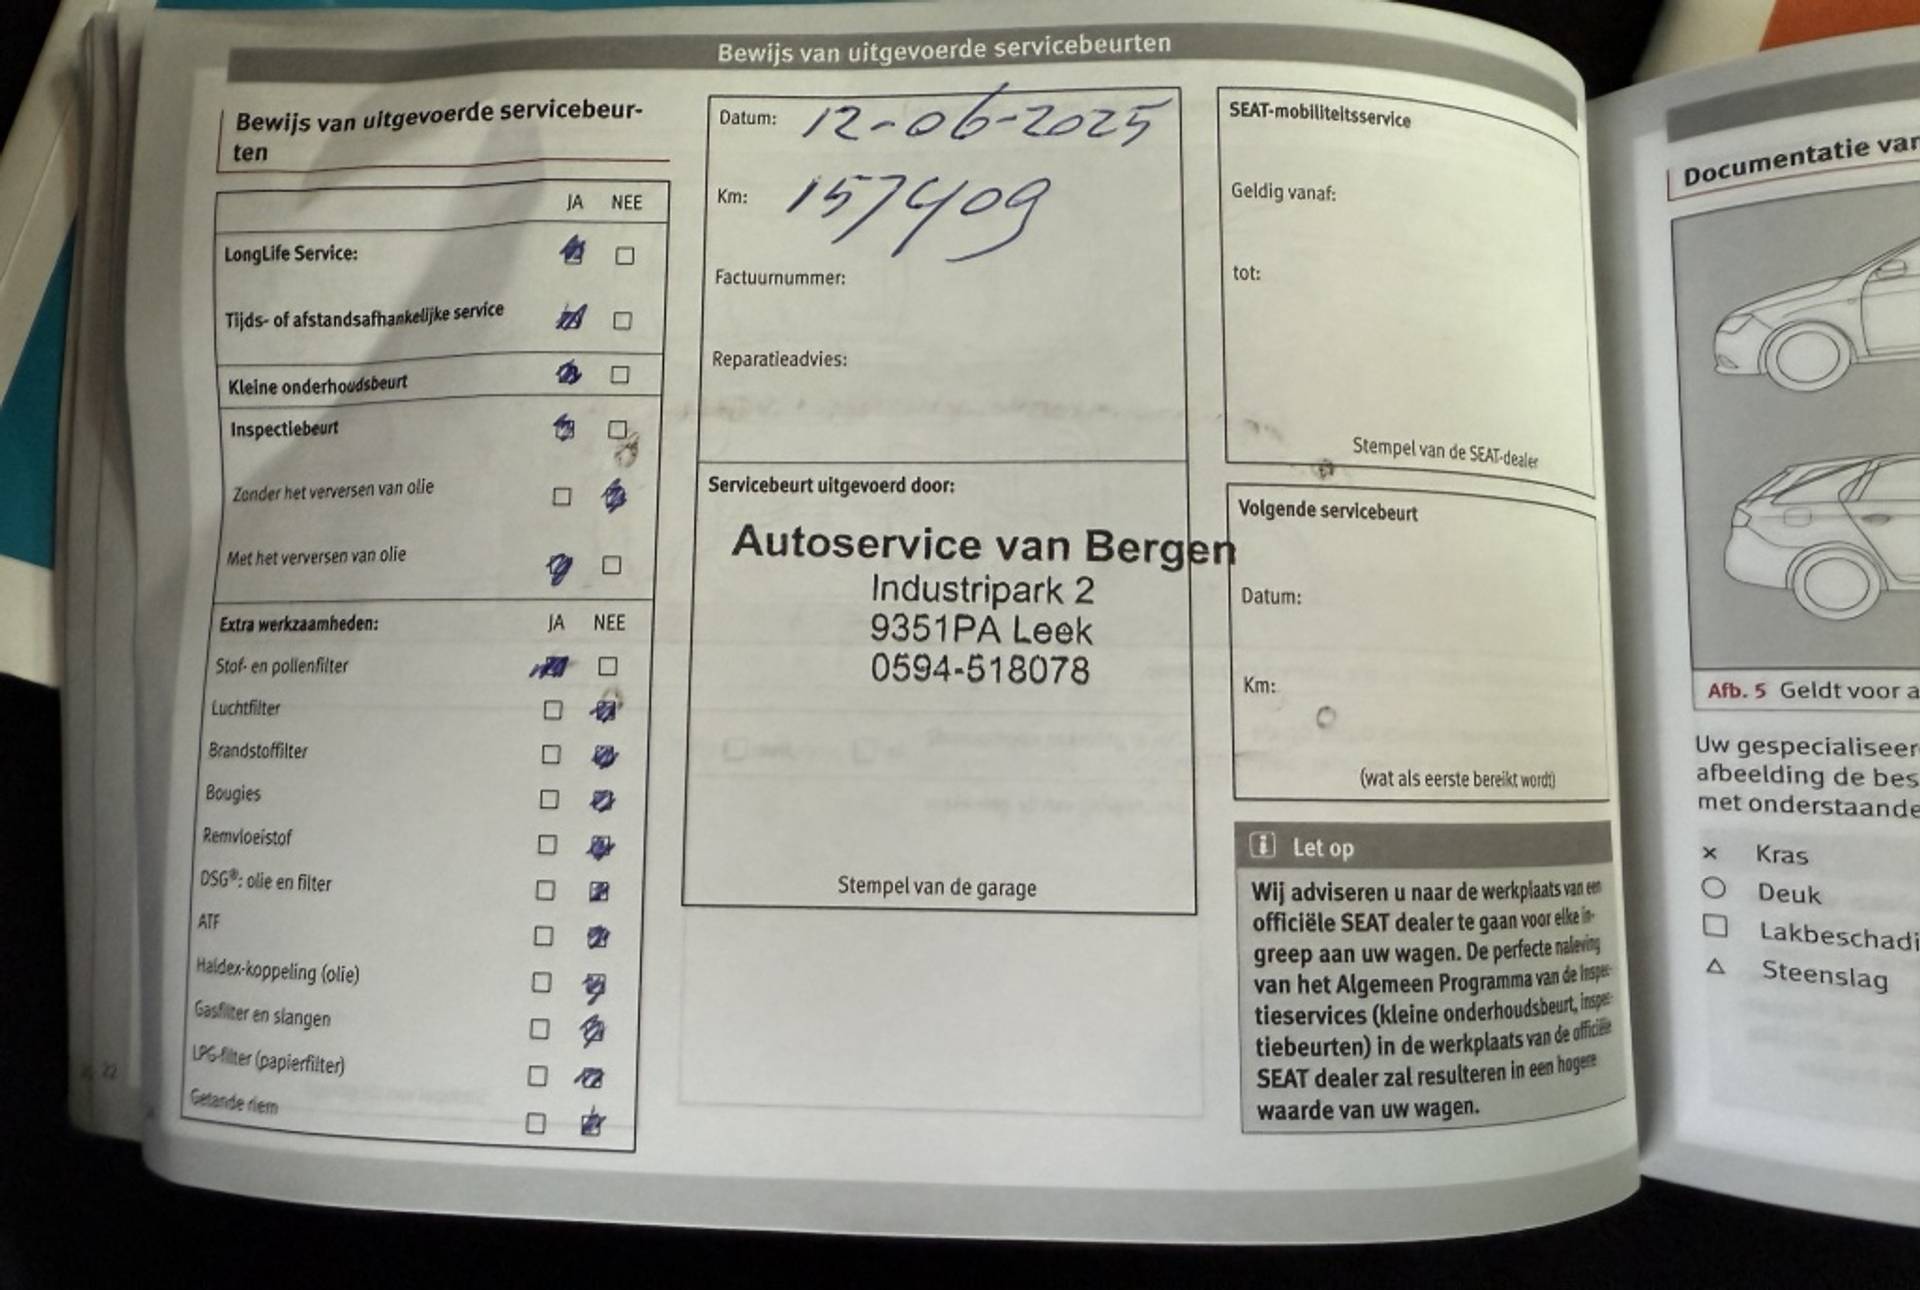 Bewijs van uitgevoerde servicebeurten
Bewijs van uitgevoerde servicebeur-
ten
JA NEE
LongLife Service:
Tijds- of afstandsafhankelijke service
Kleine onderhoudsbeurt
Inspectiebeurt
Zonder het verversen van olie
Met het verversen van olie
Extra werkzaamheden: JA NEE
Stof- en pollenfilter
Luchtfilter
Brandstoffilter
Bougies
Remvloeistof
DSG®: olie en filter
ATF
Haldex-koppeling (olie)
Gasfilter en slangen
LPG-filter (papierfilter)
Getande riem
Datum: 12-06-2025
Km: 157409
Factuurnummer:
Reparatieadvies:
Servicebeurt uitgevoerd door:
Autoservice van Bergen
Industripark 2
9351PA Leek
0594-518078
Stempel van de garage
SEAT-mobiliteitsservice
Geldig vanaf:
tot:
Stempel van de SEAT-dealer
Volgende servicebeurt
Datum:
Km:
(wat als eerste bereikt wordt)
Let op
Wij adviseren u naar de werkplaats van een
officiële SEAT dealer te gaan voor elke in-
greep aan uw wagen. De perfecte naleving
van het Algemeen Programma van de Inspec-
tieservices (kleine onderhoudsbeurt, inspec-
tiebeurten) in de werkplaats van de officiële
SEAT dealer zal resulteren in een hogere
waarde van uw wagen.
Documentatie van
Afb. 5 Geldt voor a
Uw gespecialiseer
afbeelding de bes
met onderstaande
× Kras
○ Deuk
□ Lakbeschadi
△ Steenslag